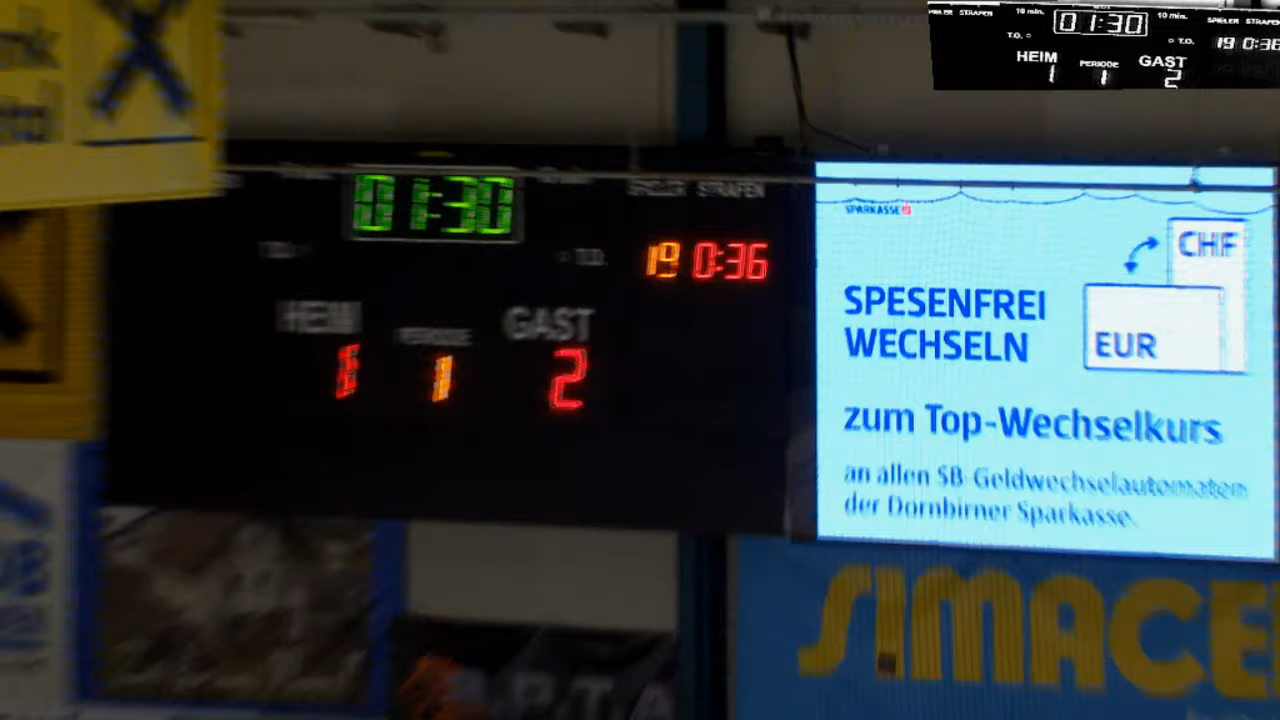 STRAFEN
10 min.
01:30
10 min.
SPIELER STRAFEN
T.O.
T.O.
19 0:36
HEIM
PERIODE
GAST
1
1
2
01:30
SPIELER STRAFEN
T.O.
19 0:36
HEIM
PERIODE
GAST
1
2
SPARKASSE
CHF
EUR
SPESENFREI
WECHSELN
zum Top-Wechselkurs
an allen SB-Geldwechselautomaten
der Dornbirner Sparkasse.
SIMACE